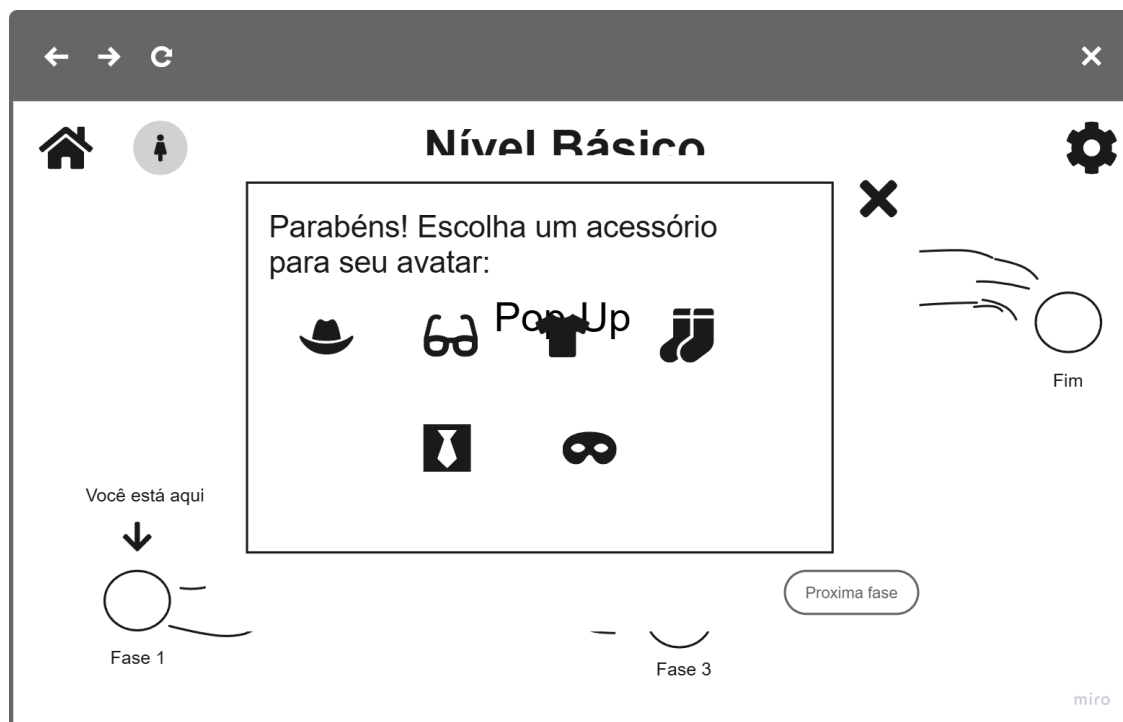 Nível Básico
Parabéns! Escolha um acessório
para seu avatar:
Pop Up
Fim
Você está aqui
Proxima fase
Fase 1
Fase 3
miro